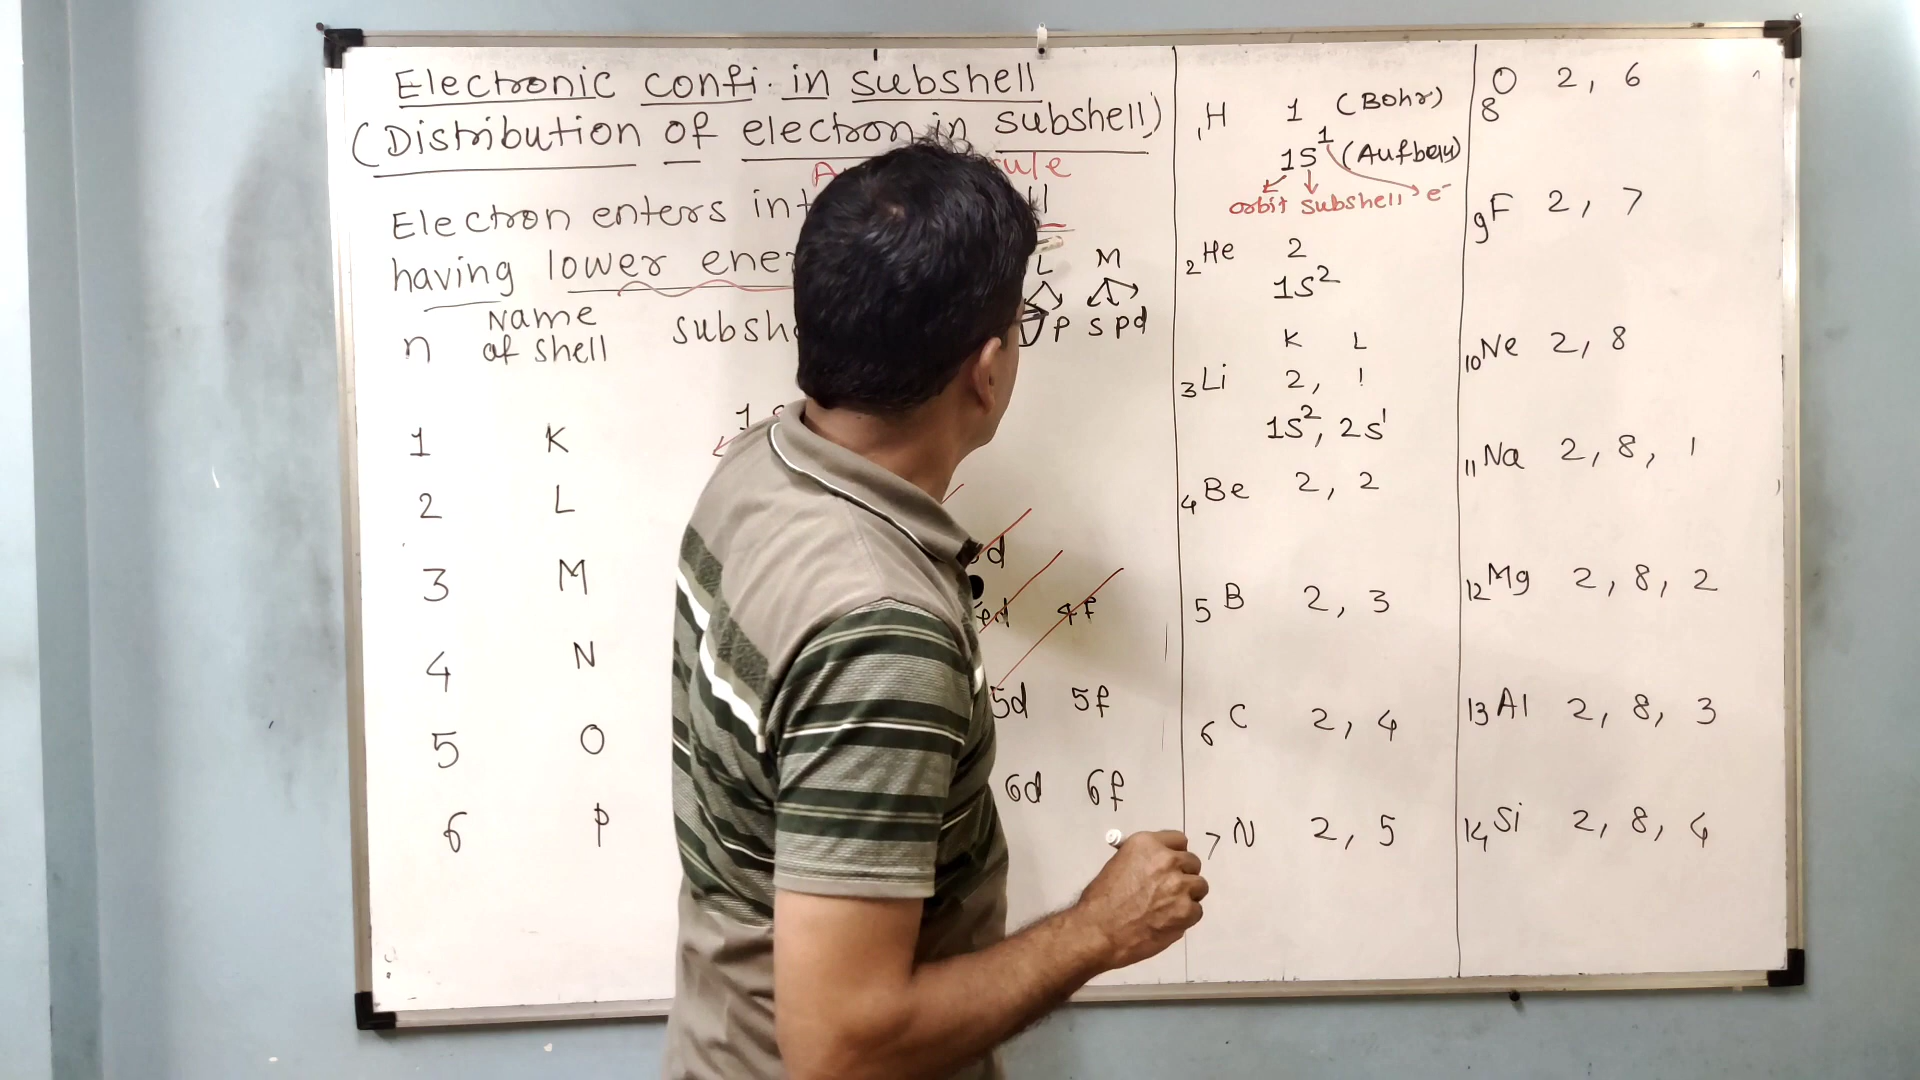 Electronic confi. in subshell
(Distribution of electron in subshell)
Electron enters
having lower
n Name of shell
1 K
2 L
3 M
4 N
5 O
6 P
L M
P S P d
4f
5d 5f
6d 6f
1H 1 (Bohr)
1S1 (Aufbau)
orbit subshell e-
2He 2
1S2
K L
3Li 2, 1
1S2, 2S1
4Be 2, 2
5B 2, 3
6C 2, 4
7N 2, 5
8O 2, 6
9F 2, 7
10Ne 2, 8
11Na 2, 8, 1
12Mg 2, 8, 2
13Al 2, 8, 3
14Si 2, 8, 4